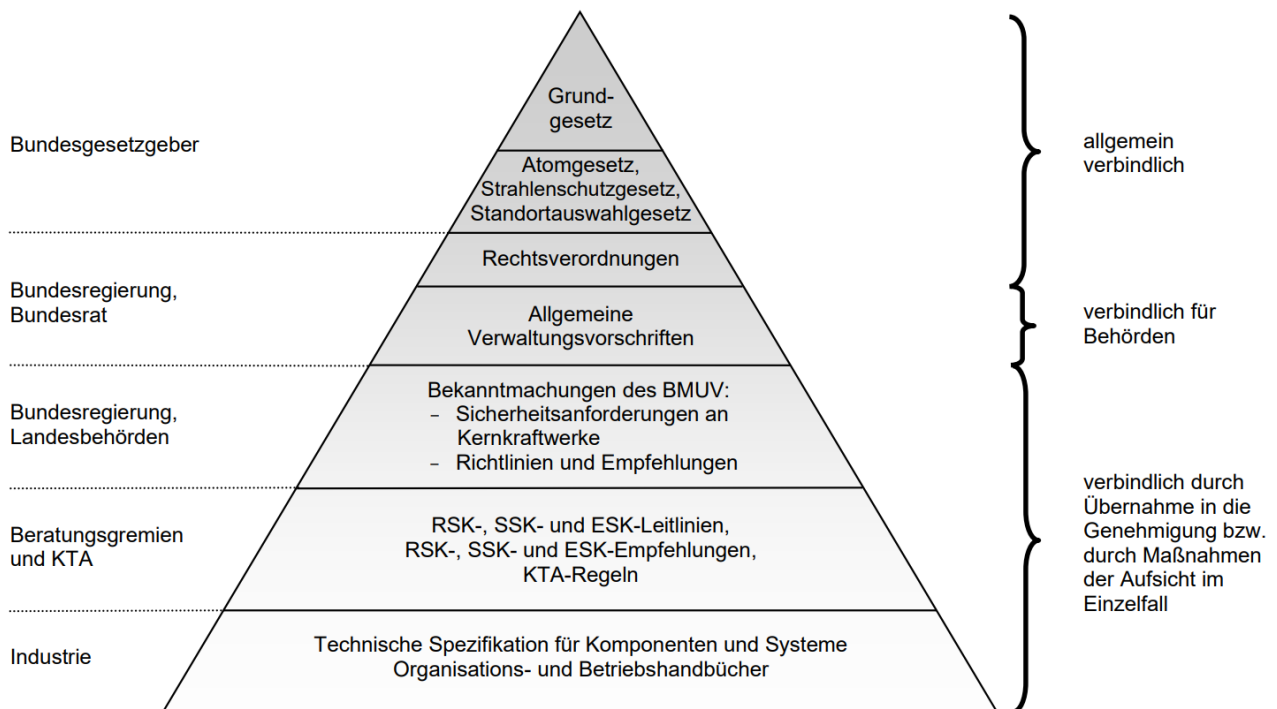 Grund-
gesetz
Bundesgesetzgeber
allgemein
verbindlich
Atomgesetz,
Strahlenschutzgesetz,
Standortauswahlgesetz
Rechtsverordnungen
Bundesregierung,
Bundesrat
Allgemeine
Verwaltungsvorschriften
verbindlich für
Behörden
Bundesregierung,
Landesbehörden
Bekanntmachungen des BMUV:
- Sicherheitsanforderungen an
Kernkraftwerke
- Richtlinien und Empfehlungen
Beratungsgremien
und KTA
RSK-, SSK- und ESK-Leitlinien,
RSK-, SSK- und ESK-Empfehlungen,
KTA-Regeln
verbindlich durch
Übernahme in die
Genehmigung bzw.
durch Maßnahmen
der Aufsicht im
Einzelfall
Industrie
Technische Spezifikation für Komponenten und Systeme
Organisations- und Betriebshandbücher